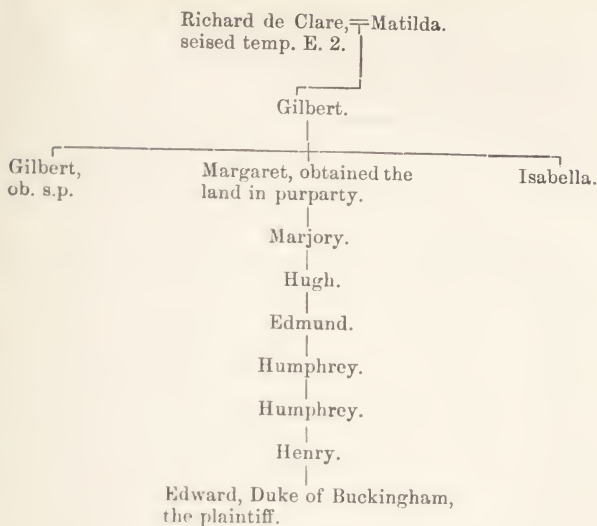 Richard de Clare,=Matilda.
seised temp. E. 2.
Gilbert.
Gilbert,
ob. s.p.
Margaret, obtained the
land in purparty.
Isabella.
Marjory.
Hugh.
Edmund.
Humphrey.
Humphrey.
Henry.
Edward, Duke of Buckingham,
the plaintiff.